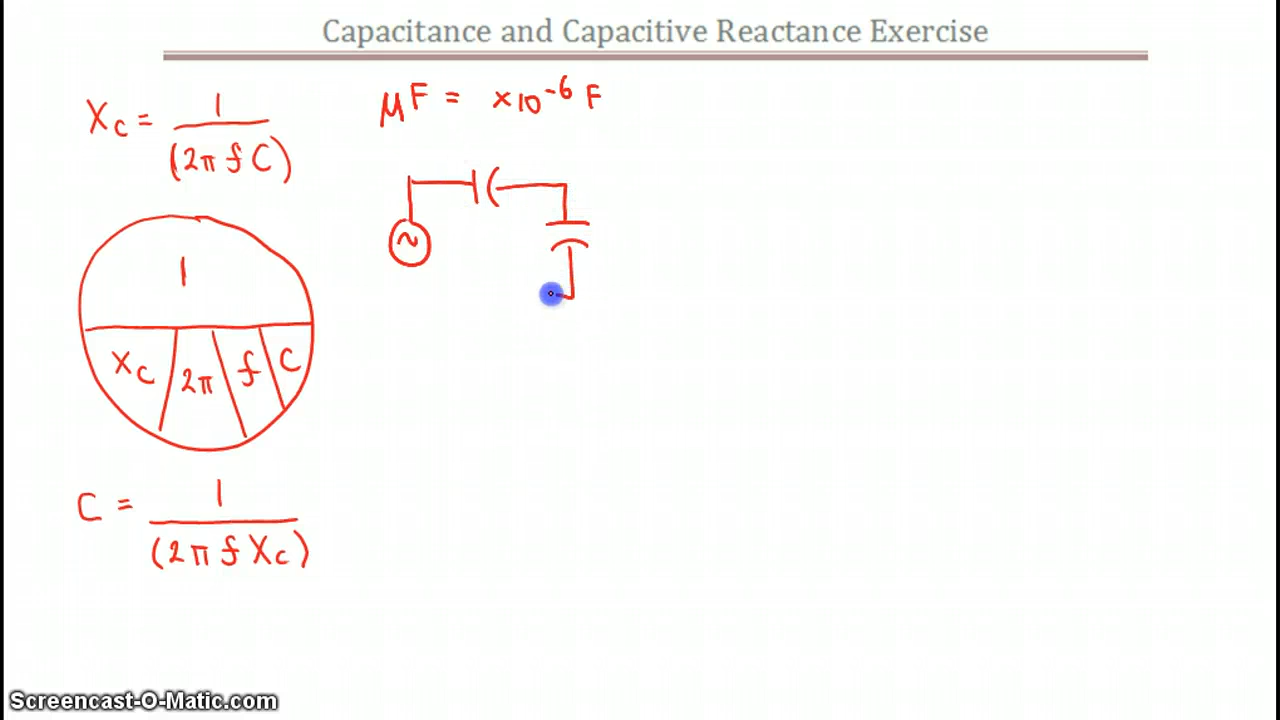 Capacitance and Capacitive Reactance Exercise
X_C = 1 / (2π f C)
μF = ×10⁻⁶ F
~
1
X_C 2π f C
C = 1 / (2π f X_C)
Screencast-O-Matic.com